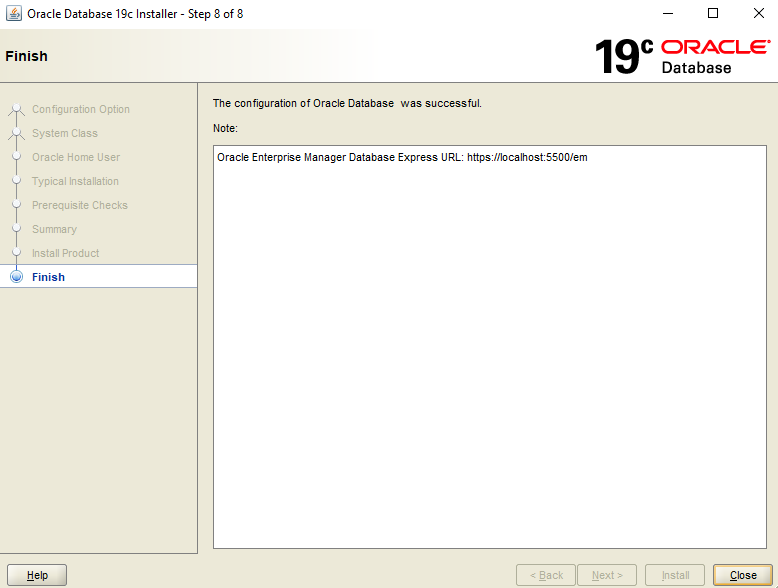 Oracle Database 19c Installer - Step 8 of 8
Finish
19c ORACLE
Database
Configuration Option
System Class
Oracle Home User
Typical Installation
Prerequisite Checks
Summary
Install Product
Finish
The configuration of Oracle Database  was successful.
Note:
Oracle Enterprise Manager Database Express URL: https://localhost:5500/em
Help
< Back
Next >
Install
Close